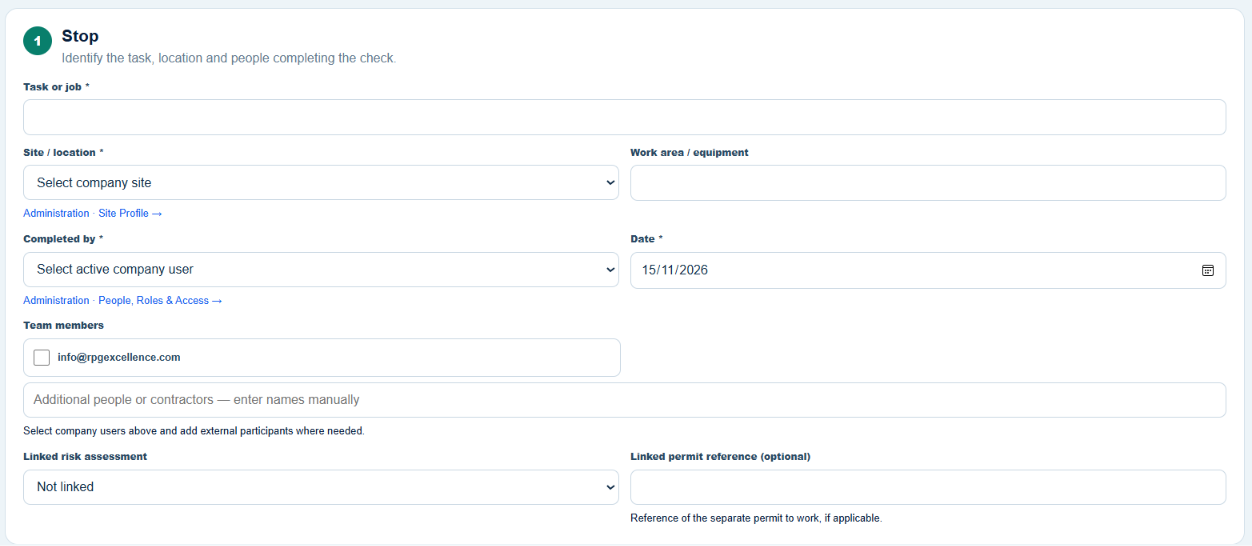 1
Stop
Identify the task, location and people completing the check.
Task or job *
Site / location *
Work area / equipment
Select company site
Administration · Site Profile →
Completed by *
Date *
Select active company user
15/11/2026
Administration · People, Roles & Access →
Team members
info@rpgexcellence.com
Additional people or contractors — enter names manually
Select company users above and add external participants where needed.
Linked risk assessment
Linked permit reference (optional)
Not linked
Reference of the separate permit to work, if applicable.